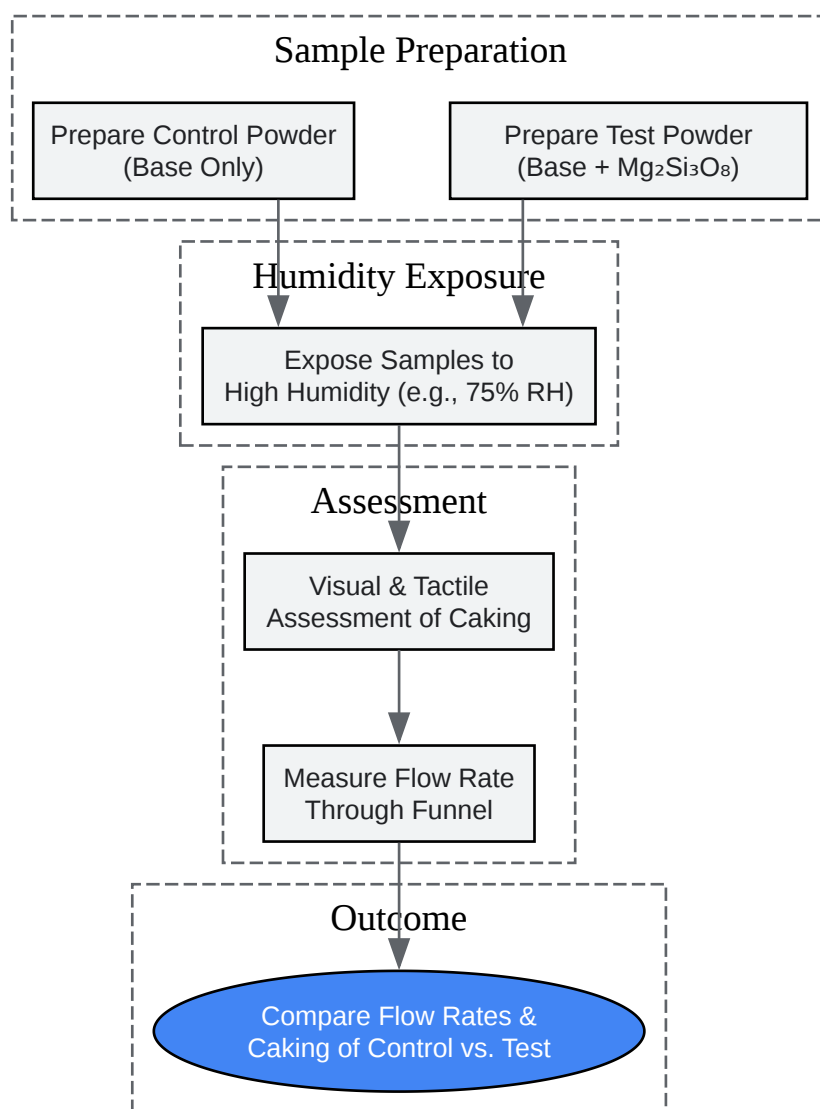 Sample Preparation
Prepare Control Powder
(Base Only)
Prepare Test Powder
(Base + Mg₂Si₃O₈)
Humidity Exposure
Expose Samples to
High Humidity (e.g., 75% RH)
Assessment
Visual & Tactile
Assessment of Caking
Measure Flow Rate
Through Funnel
Outcome
Compare Flow Rates &
Caking of Control vs. Test